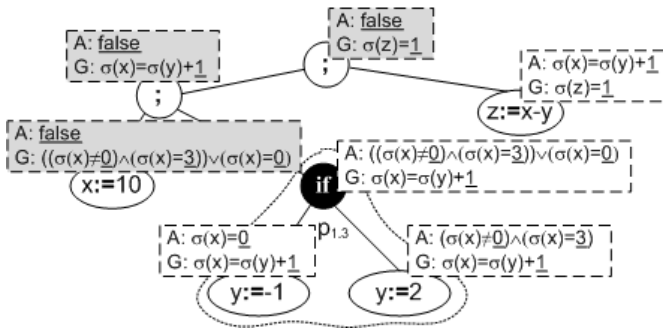 A: false
G: σ(z)=1
;
A: false
G: σ(x)=σ(y)+1
;
A: σ(x)=σ(y)+1
G: σ(z)=1
z:=x-y
A: false
G: ((σ(x)≠0)∧(σ(x)=3))∨(σ(x)=0)
x:=10
A: ((σ(x)≠0)∧(σ(x)=3))∨(σ(x)=0)
G: σ(x)=σ(y)+1
if
p1.3
A: σ(x)=0
G: σ(x)=σ(y)+1
y:=-1
A: (σ(x)≠0)∧(σ(x)=3)
G: σ(x)=σ(y)+1
y:=2